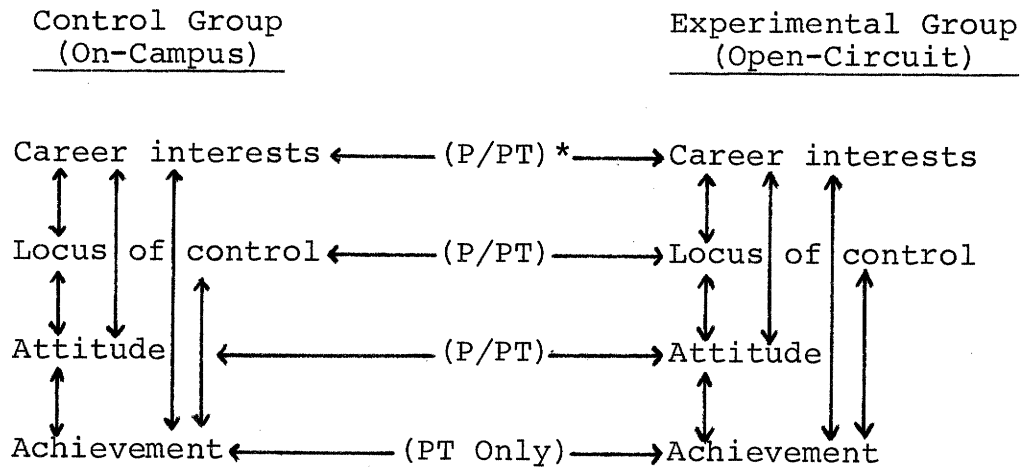 Control Group Experimental Group
(On-Campus) (Open-Circuit)
Career interests (P/PT)* Career interests
Locus of control (P/PT) Locus of control
Attitude (P/PT) Attitude
Achievement (PT Only) Achievement